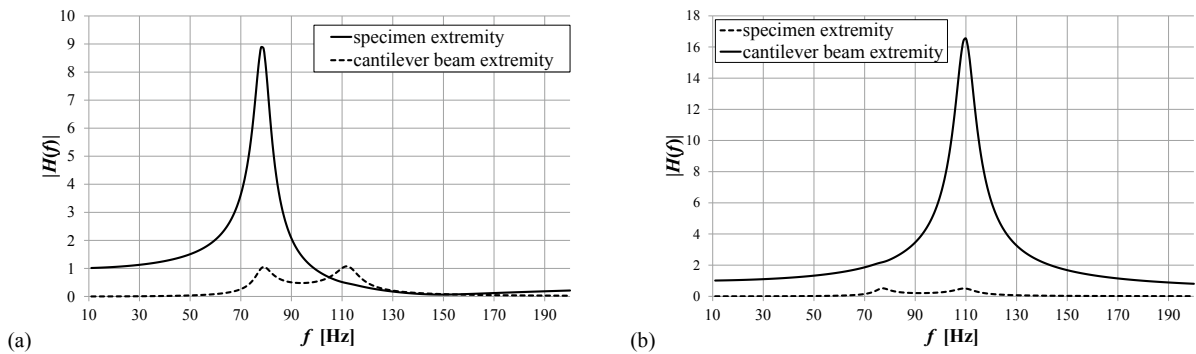 10
9
8
7
6
5
4
3
2
1
0
|H(f)|
specimen extremity
cantilever beam extremity
10 30 50 70 90 110 130 150 170 190
f [Hz]
(a)
18
16
14
12
10
8
6
4
2
0
|H(f)|
specimen extremity
cantilever beam extremity
10 30 50 70 90 110 130 150 170 190
f [Hz]
(b)